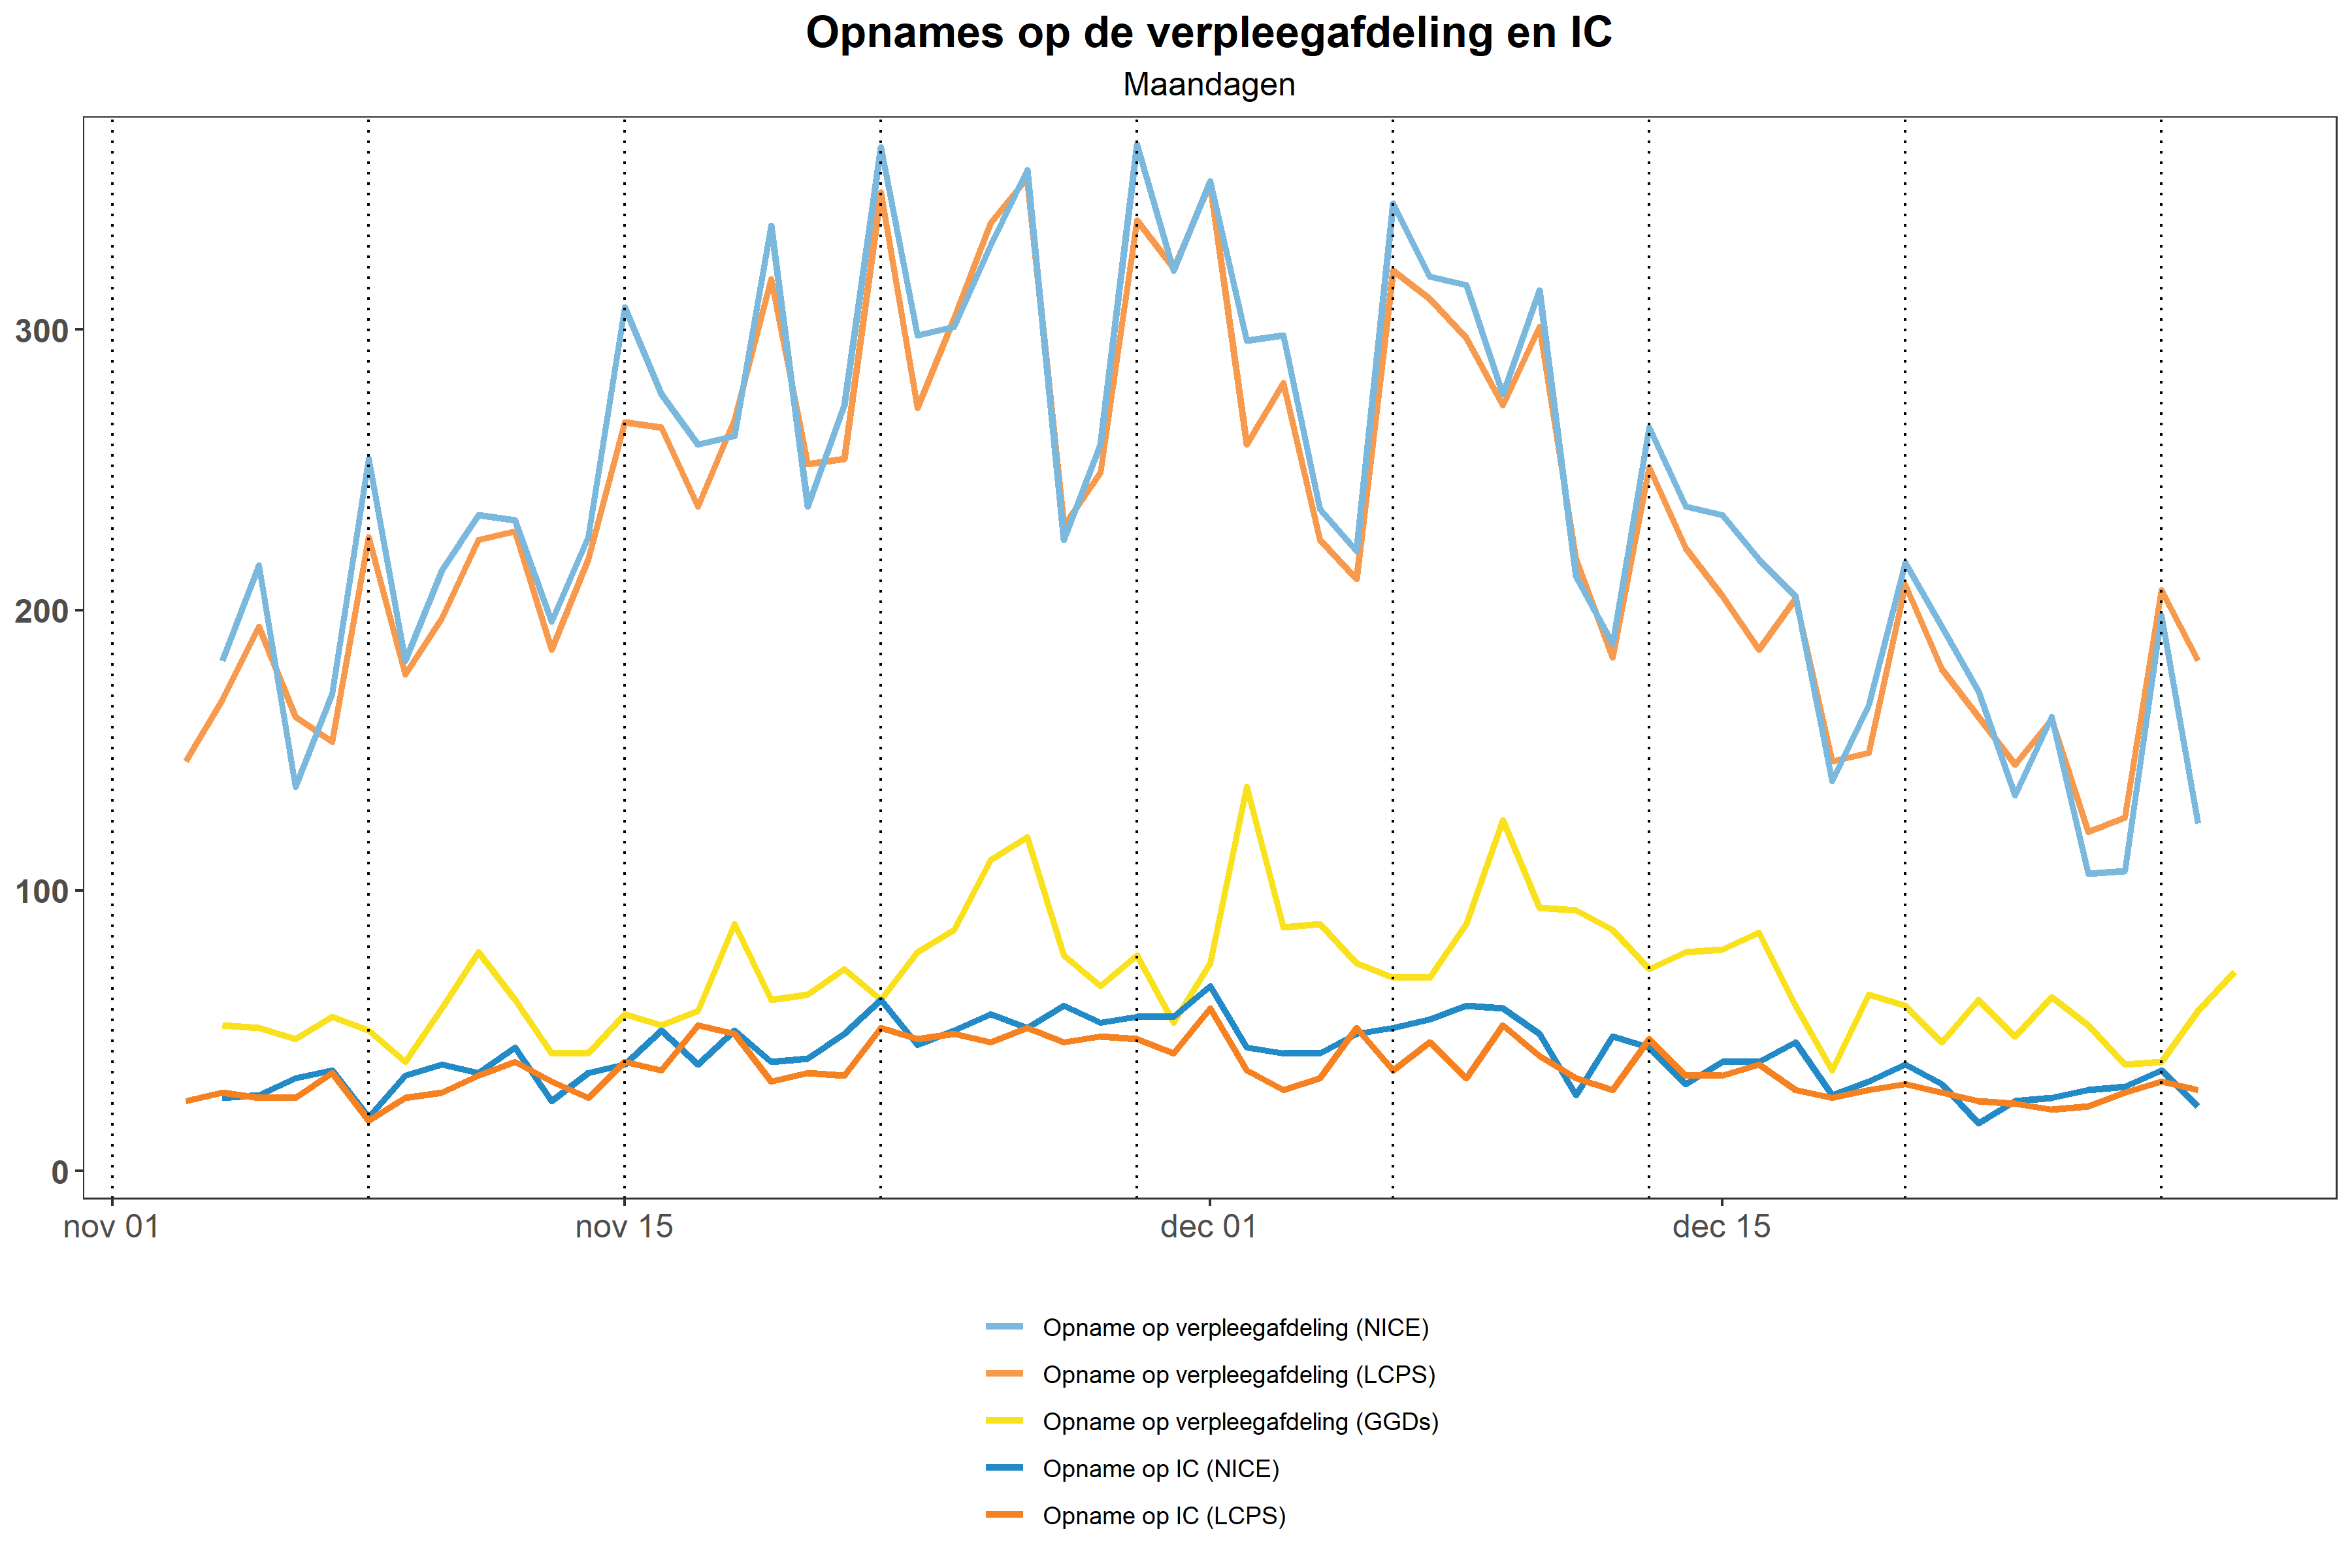 Opnames op de verpleegafdeling en IC
Maandagen
300
200
100
0
nov 01 nov 15 dec 01 dec 15
Opname op verpleegafdeling (NICE)
Opname op verpleegafdeling (LCPS)
Opname op verpleegafdeling (GGDs)
Opname op IC (NICE)
Opname op IC (LCPS)